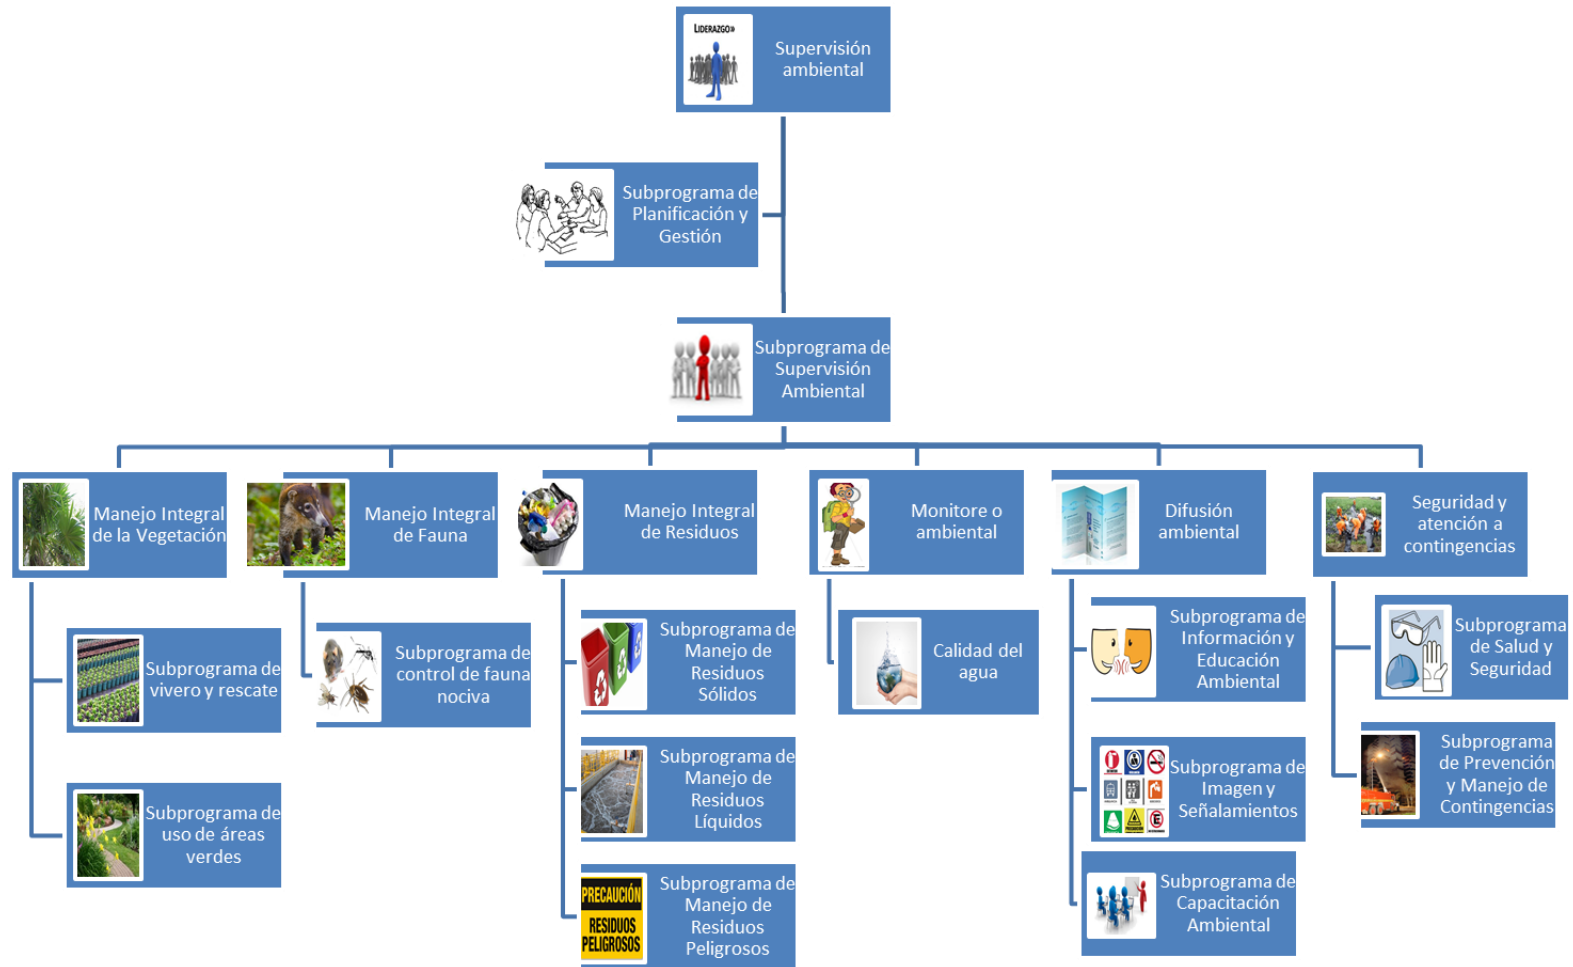 LIDERAZGO»
Supervisión
ambiental
Subprograma de
Planificación y
Gestión
Subprograma de
Supervisión
Ambiental
Manejo Integral
de la Vegetación
Manejo Integral
de Fauna
Manejo Integral
de Residuos
Monitore o
ambiental
Difusión
ambiental
Seguridad y
atención a
contingencias
Subprograma de
vivero y rescate
Subprograma de
uso de áreas
verdes
Subprograma de
control de fauna
nociva
Subprograma de
Manejo de
Residuos
Sólidos
Subprograma de
Manejo de
Residuos
Líquidos
PRECAUCIÓN
RESIDUOS
PELIGROSOS
Subprograma de
Manejo de
Residuos
Peligrosos
Calidad del
agua
Subprograma de
Información y
Educación
Ambiental
Subprograma de
Imagen y
Señalamientos
Subprograma de
Capacitación
Ambiental
Subprograma
de Salud y
Seguridad
Subprograma
de Prevención
y Manejo de
Contingencias